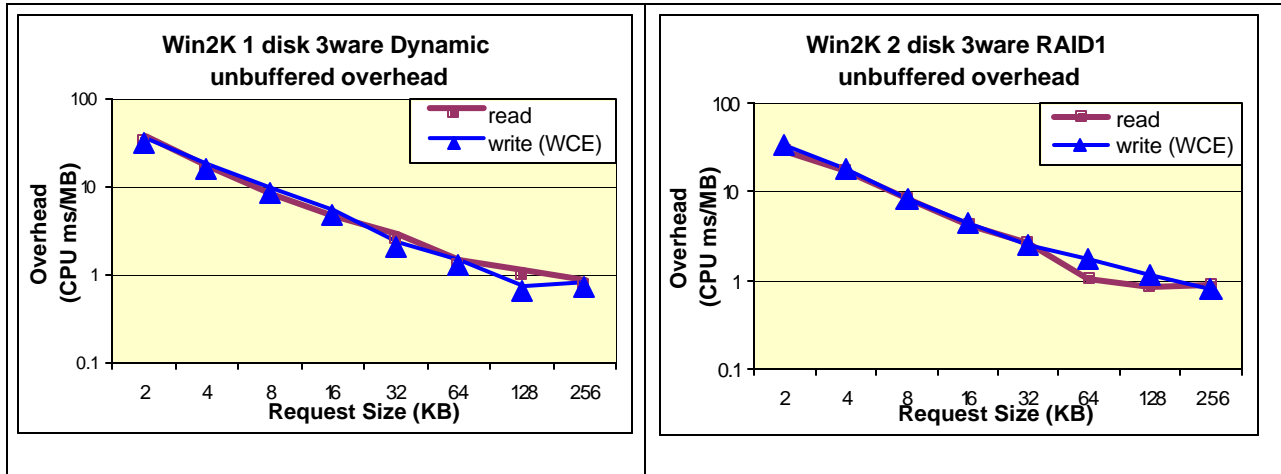 Win2K 1 disk 3ware Dynamic
unbuffered overhead
100
10
1
0.1
Overhead
(CPU ms/MB)
read
write (WCE)
2 4 8 16 32 64 128 256
Request Size (KB)
Win2K 2 disk 3ware RAID1
unbuffered overhead
100
10
1
0.1
Overhead
(CPU ms/MB)
read
write (WCE)
2 4 8 16 32 64 128 256
Request Size (KB)